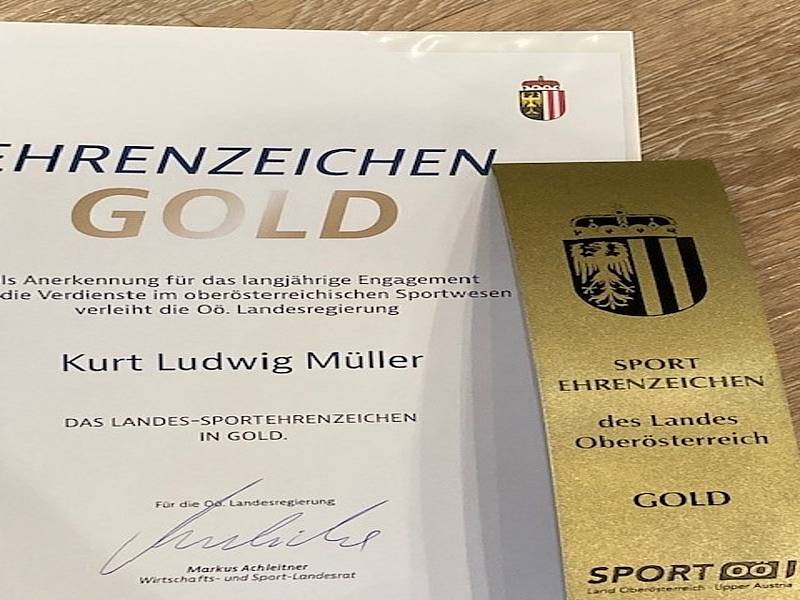 EHRENZEICHEN
GOLD
ls Anerkennung für das langjährige Engagement
die Verdienste im oberösterreichischen Sportwesen
verleiht die Oö. Landesregierung
Kurt Ludwig Müller
DAS LANDES-SPORTEHRENZEICHEN
IN GOLD.
Für die Oö. Landesregierung
Markus Achleitner
Wirtschafts- und Sport-Landesrat
SPORT
EHRENZEICHEN
des Landes
Oberösterreich
GOLD
SPORT OÖ
Land Oberösterreich - Upper Austria